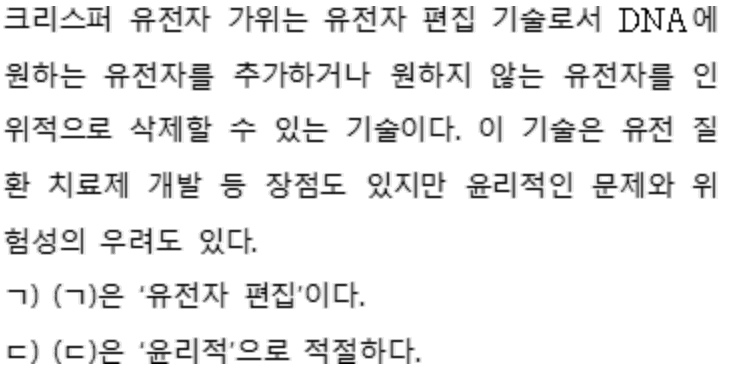 크리스퍼 유전자 가위는 유전자 편집 기술로서 DNA에
원하는 유전자를 추가하거나 원하지 않는 유전자를 인
위적으로 삭제할 수 있는 기술이다. 이 기술은 유전 질
환 치료제 개발 등 장점도 있지만 윤리적인 문제와 위
험성의 우려도 있다.
ㄱ) (ㄱ)은 '유전자 편집'이다.
ㄷ) (ㄷ)은 '윤리적'으로 적절하다.